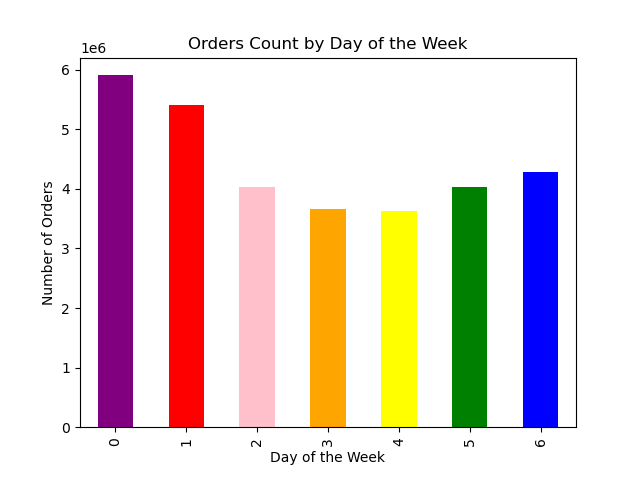 Orders Count by Day of the Week
1e6
6
5
4
3
2
1
0
Number of Orders
0 1 2 3 4 5 6
Day of the Week